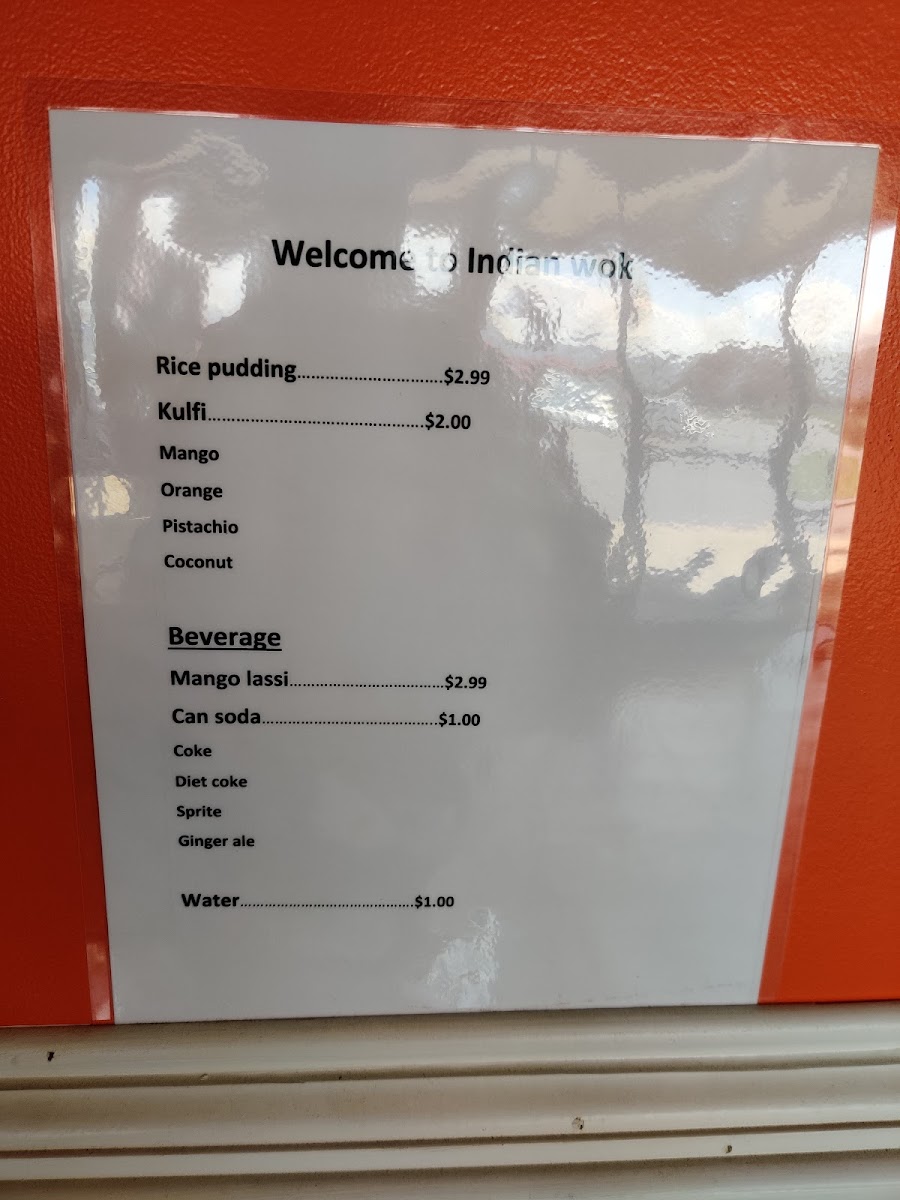 Welcome to Indian wok
Rice pudding..............................$2.99
Kulfi..........................................$2.00
Mango
Orange
Pistachio
Coconut
Beverage
Mango lassi...................................$2.99
Can soda........................................$1.00
Coke
Diet coke
Sprite
Ginger ale
Water..........................................$1.00